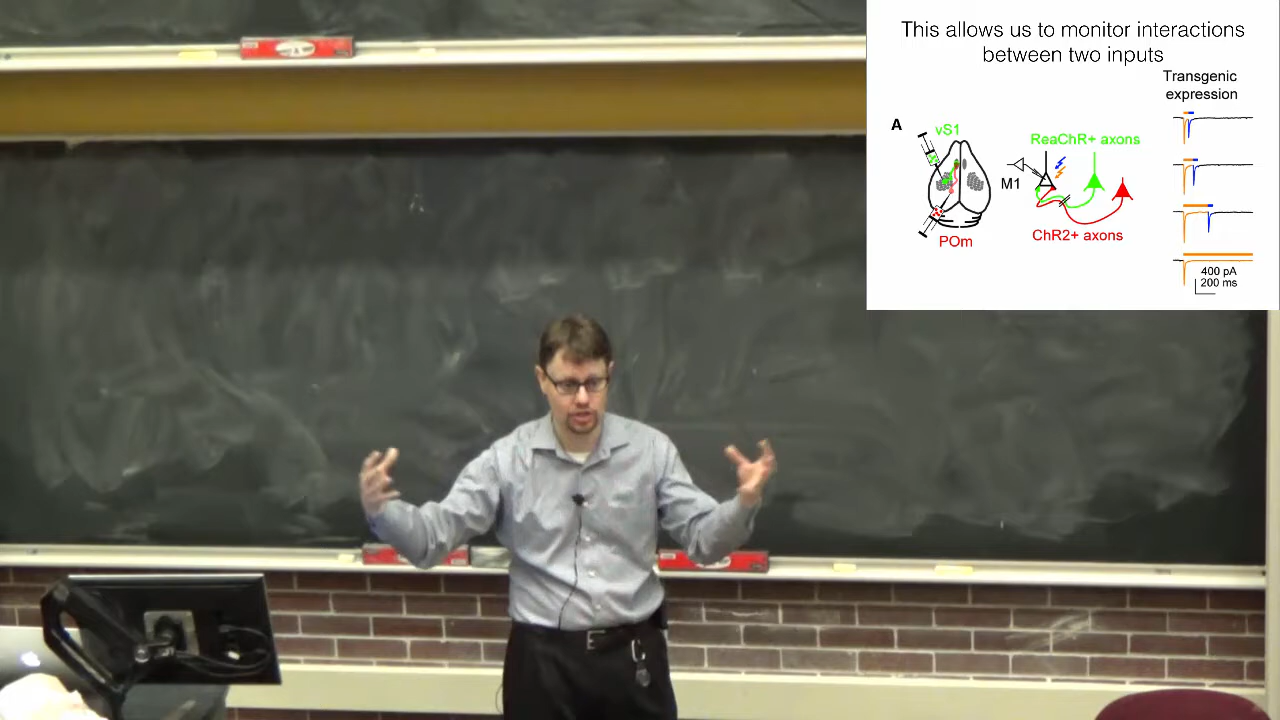 This allows us to monitor interactions
between two inputs
Transgenic
expression
A
vS1
ReaChR+ axons
M1
POm
ChR2+ axons
400 pA
200 ms